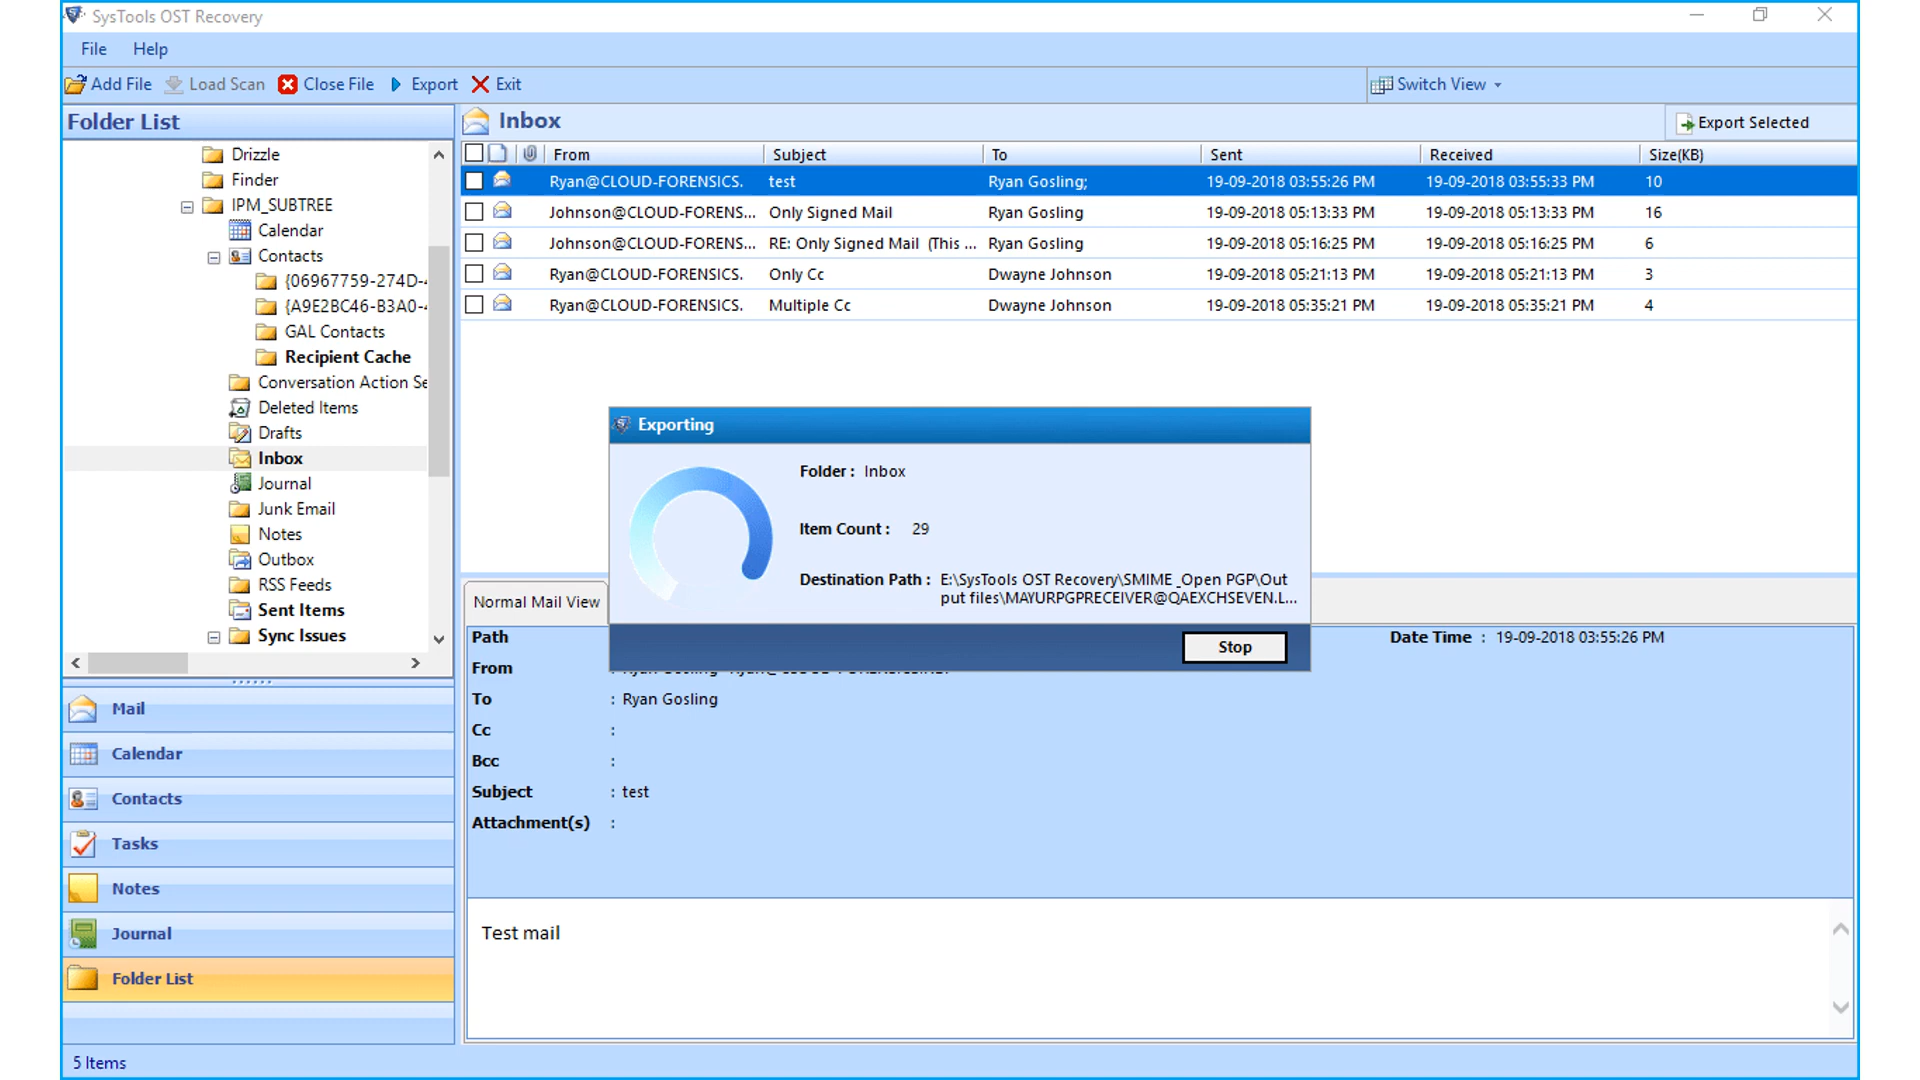 SysTools OST Recovery
File Help
Add File Load Scan Close File Export Exit Switch View
Folder List
Drizzle
Finder
IPM_SUBTREE
Calendar
Contacts
{06967759-274D-
{A9E2BC46-B3A0-
GAL Contacts
Recipient Cache
Conversation Action Se
Deleted Items
Drafts
Inbox
Journal
Junk Email
Notes
Outbox
RSS Feeds
Sent Items
Sync Issues
Mail
Calendar
Contacts
Tasks
Notes
Journal
Folder List
5 Items
Inbox
Export Selected
From Subject To Sent Received Size(KB)
Ryan@CLOUD-FORENSICS. test Ryan Gosling; 19-09-2018 03:55:26 PM 19-09-2018 03:55:33 PM 10
Johnson@CLOUD-FORENS... Only Signed Mail Ryan Gosling 19-09-2018 05:13:33 PM 19-09-2018 05:13:33 PM 16
Johnson@CLOUD-FORENS... RE: Only Signed Mail (This ... Ryan Gosling 19-09-2018 05:16:25 PM 19-09-2018 05:16:25 PM 6
Ryan@CLOUD-FORENSICS. Only Cc Dwayne Johnson 19-09-2018 05:21:13 PM 19-09-2018 05:21:13 PM 3
Ryan@CLOUD-FORENSICS. Multiple Cc Dwayne Johnson 19-09-2018 05:35:21 PM 19-09-2018 05:35:21 PM 4
Exporting
Folder : Inbox
Item Count : 29
Destination Path : E:\SysTools OST Recovery\SMIME _Open PGP\Out
put files\MAYURPGPRECEIVER@QAEXCHSEVEN.L...
Stop
Normal Mail View
Path Date Time : 19-09-2018 03:55:26 PM
From :
To : Ryan Gosling
Cc :
Bcc :
Subject : test
Attachment(s) :
Test mail